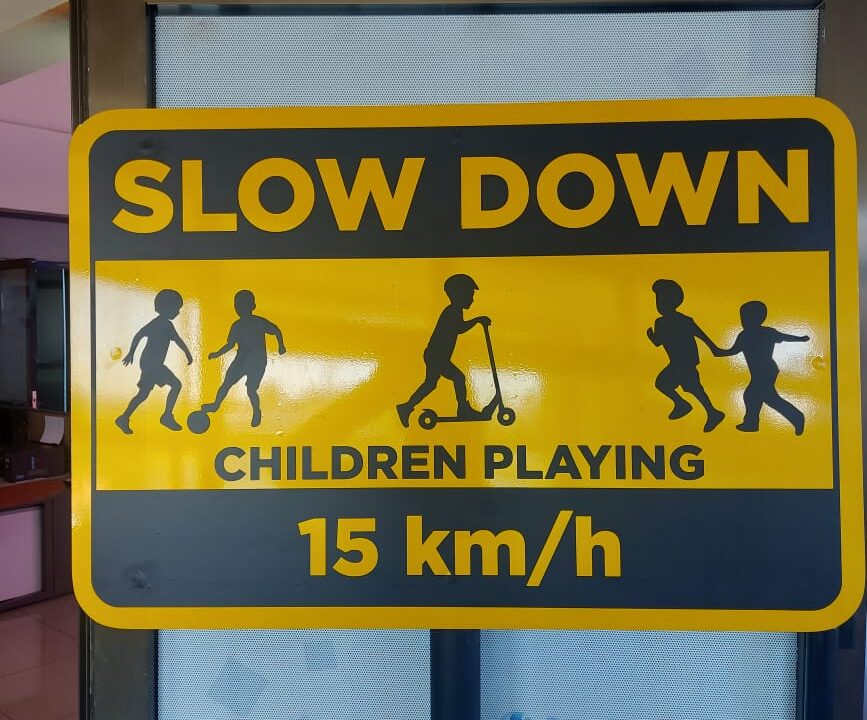 SLOW DOWN
CHILDREN PLAYING
15 km/h